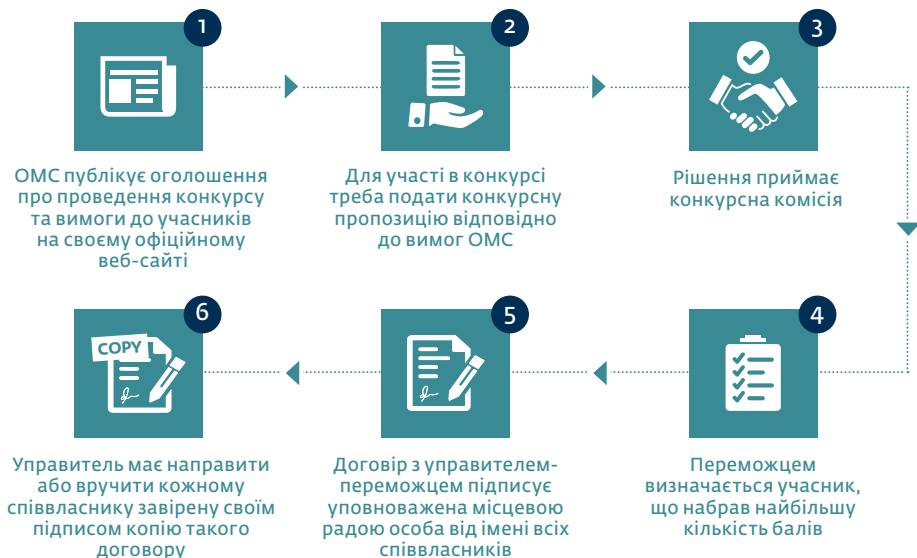 1
ОМС публікує оголошення
про проведення конкурсу
та вимоги до учасників
на своєму офіційному
веб-сайті
2
Для участі в конкурсі
треба подати конкурсну
пропозицію відповідно
до вимог ОМС
3
Рішення приймає
конкурсна комісія
4
Переможцем
визначається учасник,
що набрав найбільшу
кількість балів
5
Договір з управителем-
переможцем підписує
уповноважена місцевою
радою особа від імені всіх
співвласників
6
COPY
Управитель має направити
або вручити кожному
співвласнику завірену своїм
підписом копію такого
договору